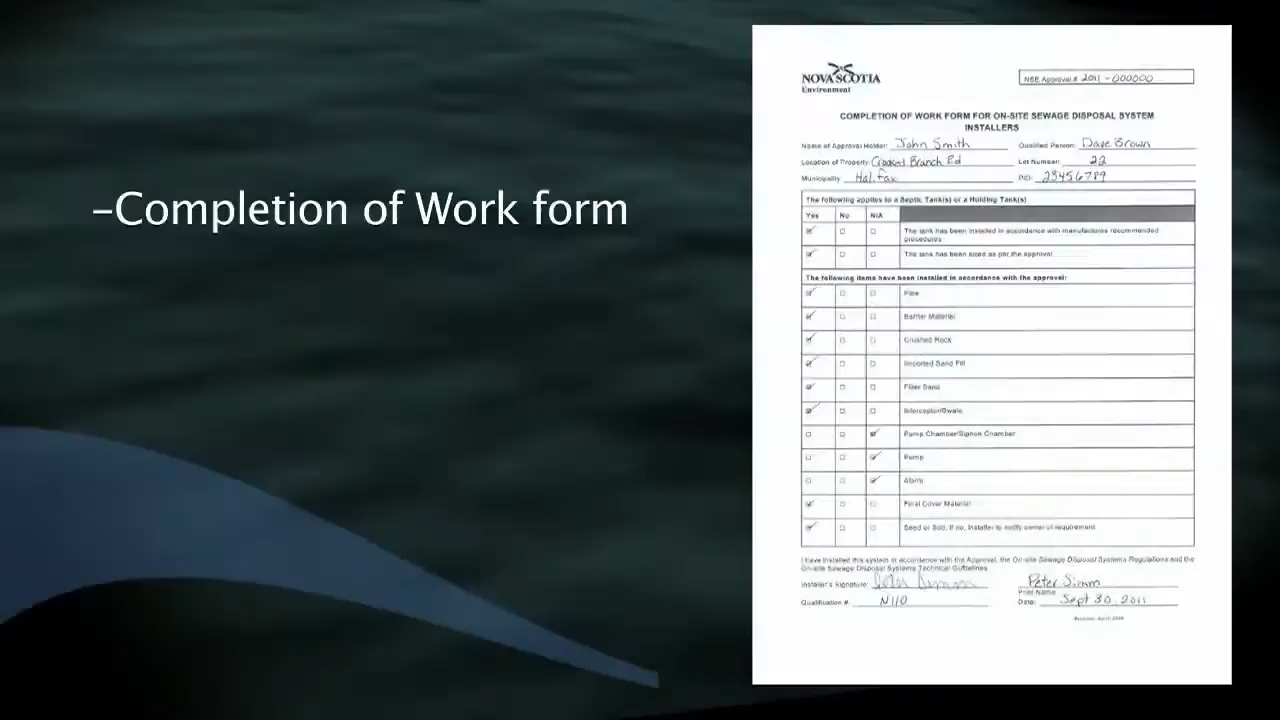 –Completion of Work form
NOVA SCOTIA
Environment
NSE Approval # 2011-000000
COMPLETION OF WORK FORM FOR ON-SITE SEWAGE DISPOSAL SYSTEM
INSTALLERS
Name of Approval Holder: John Smith Qualified Person: Dave Brown
Location of Property: Crooked Branch Rd Lot Number: 22
Municipality: Halifax PID: 23456789
The following applies to a Septic Tank(s) or a Holding Tank(s)
Yes No N/A
The tank has been installed in accordance with manufactures recommended
procedures
The tank has been sized as per the approval
The following items have been installed in accordance with the approval:
Pipe
Barrier Material
Crushed Rock
Imported Sand Fill
Filter Sand
Interceptor/Swale
Pump Chamber/Siphon Chamber
Pump
Alarm
Final Cover Material
Seed or Sod, if no, installer to notify owner of requirement
I have installed this system in accordance with the Approval, the On-site Sewage Disposal Systems Regulations and the
On-site Sewage Disposal Systems Technical Guidelines
Installer's Signature: Peter Simm
Print Name
Qualification #: N110 Date: Sept 30, 2011